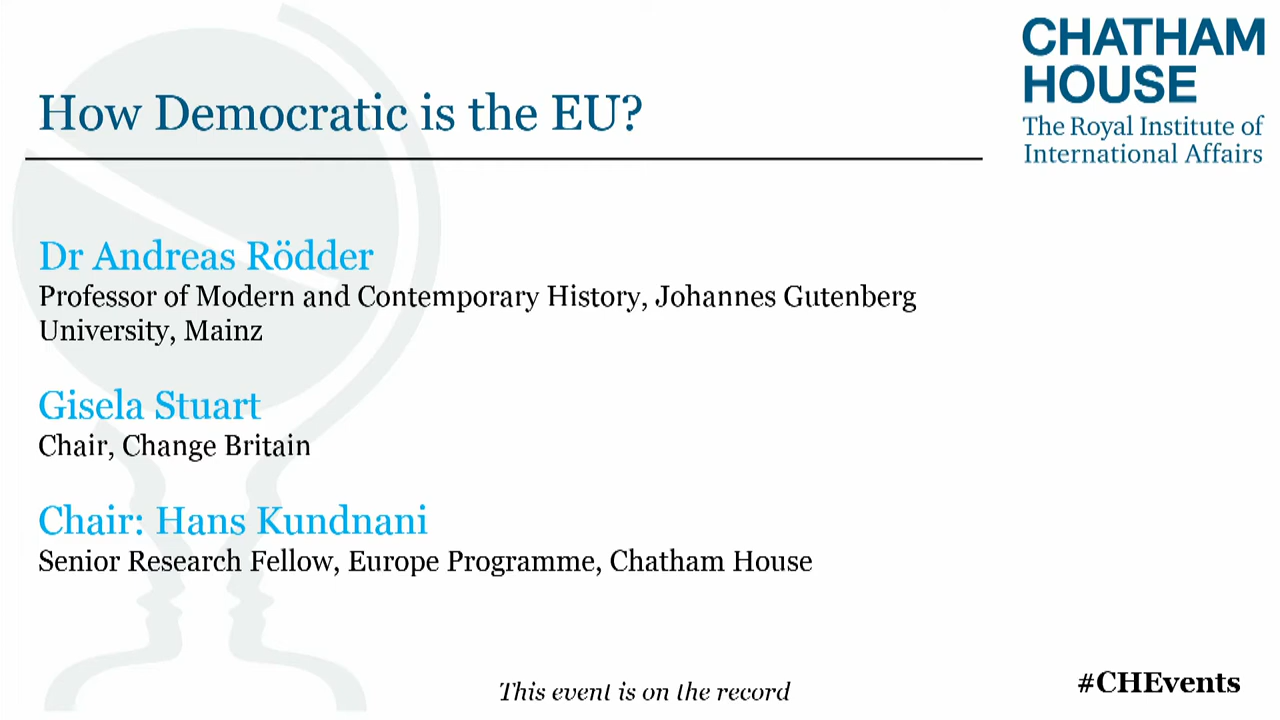 CHATHAM
HOUSE
The Royal Institute of
International Affairs
How Democratic is the EU?
Dr Andreas Rödder
Professor of Modern and Contemporary History, Johannes Gutenberg
University, Mainz
Gisela Stuart
Chair, Change Britain
Chair: Hans Kundnani
Senior Research Fellow, Europe Programme, Chatham House
This event is on the record
#CHEvents